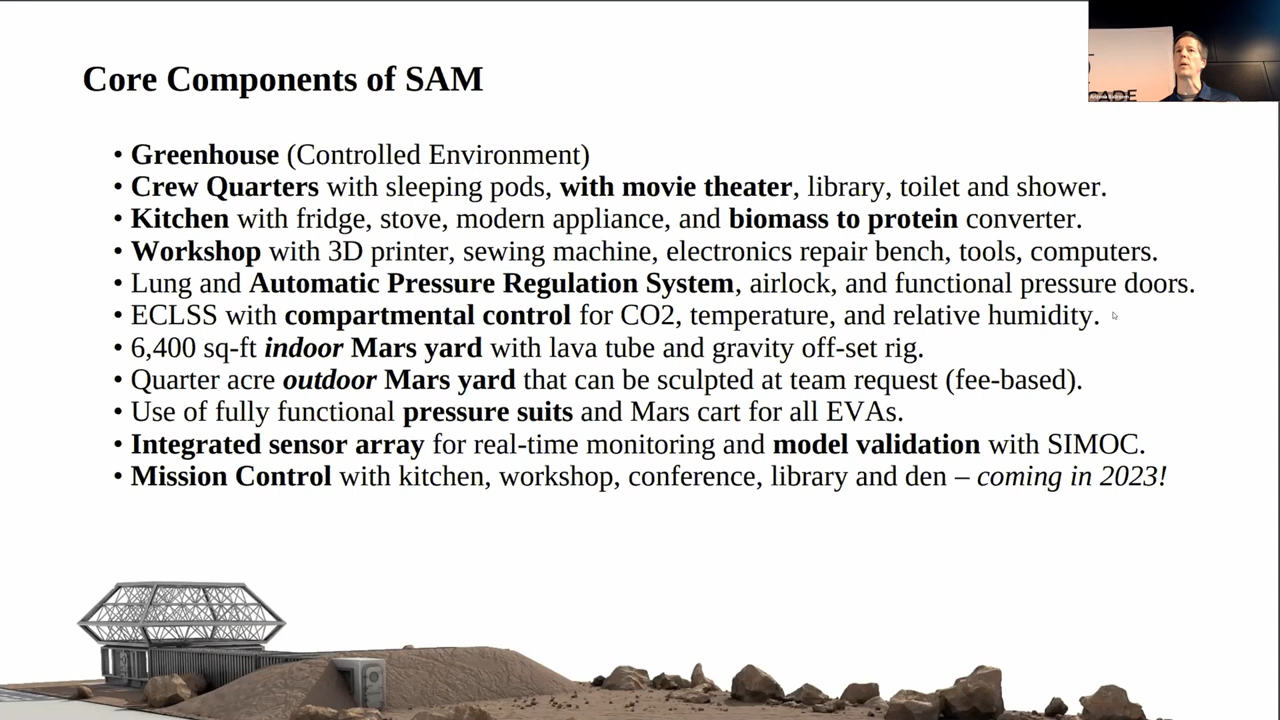 Core Components of SAM
• Greenhouse (Controlled Environment)
• Crew Quarters with sleeping pods, with movie theater, library, toilet and shower.
• Kitchen with fridge, stove, modern appliance, and biomass to protein converter.
• Workshop with 3D printer, sewing machine, electronics repair bench, tools, computers.
• Lung and Automatic Pressure Regulation System, airlock, and functional pressure doors.
• ECLSS with compartmental control for CO2, temperature, and relative humidity.
• 6,400 sq-ft indoor Mars yard with lava tube and gravity off-set rig.
• Quarter acre outdoor Mars yard that can be sculpted at team request (fee-based).
• Use of fully functional pressure suits and Mars cart for all EVAs.
• Integrated sensor array for real-time monitoring and model validation with SIMOC.
• Mission Control with kitchen, workshop, conference, library and den – coming in 2023!